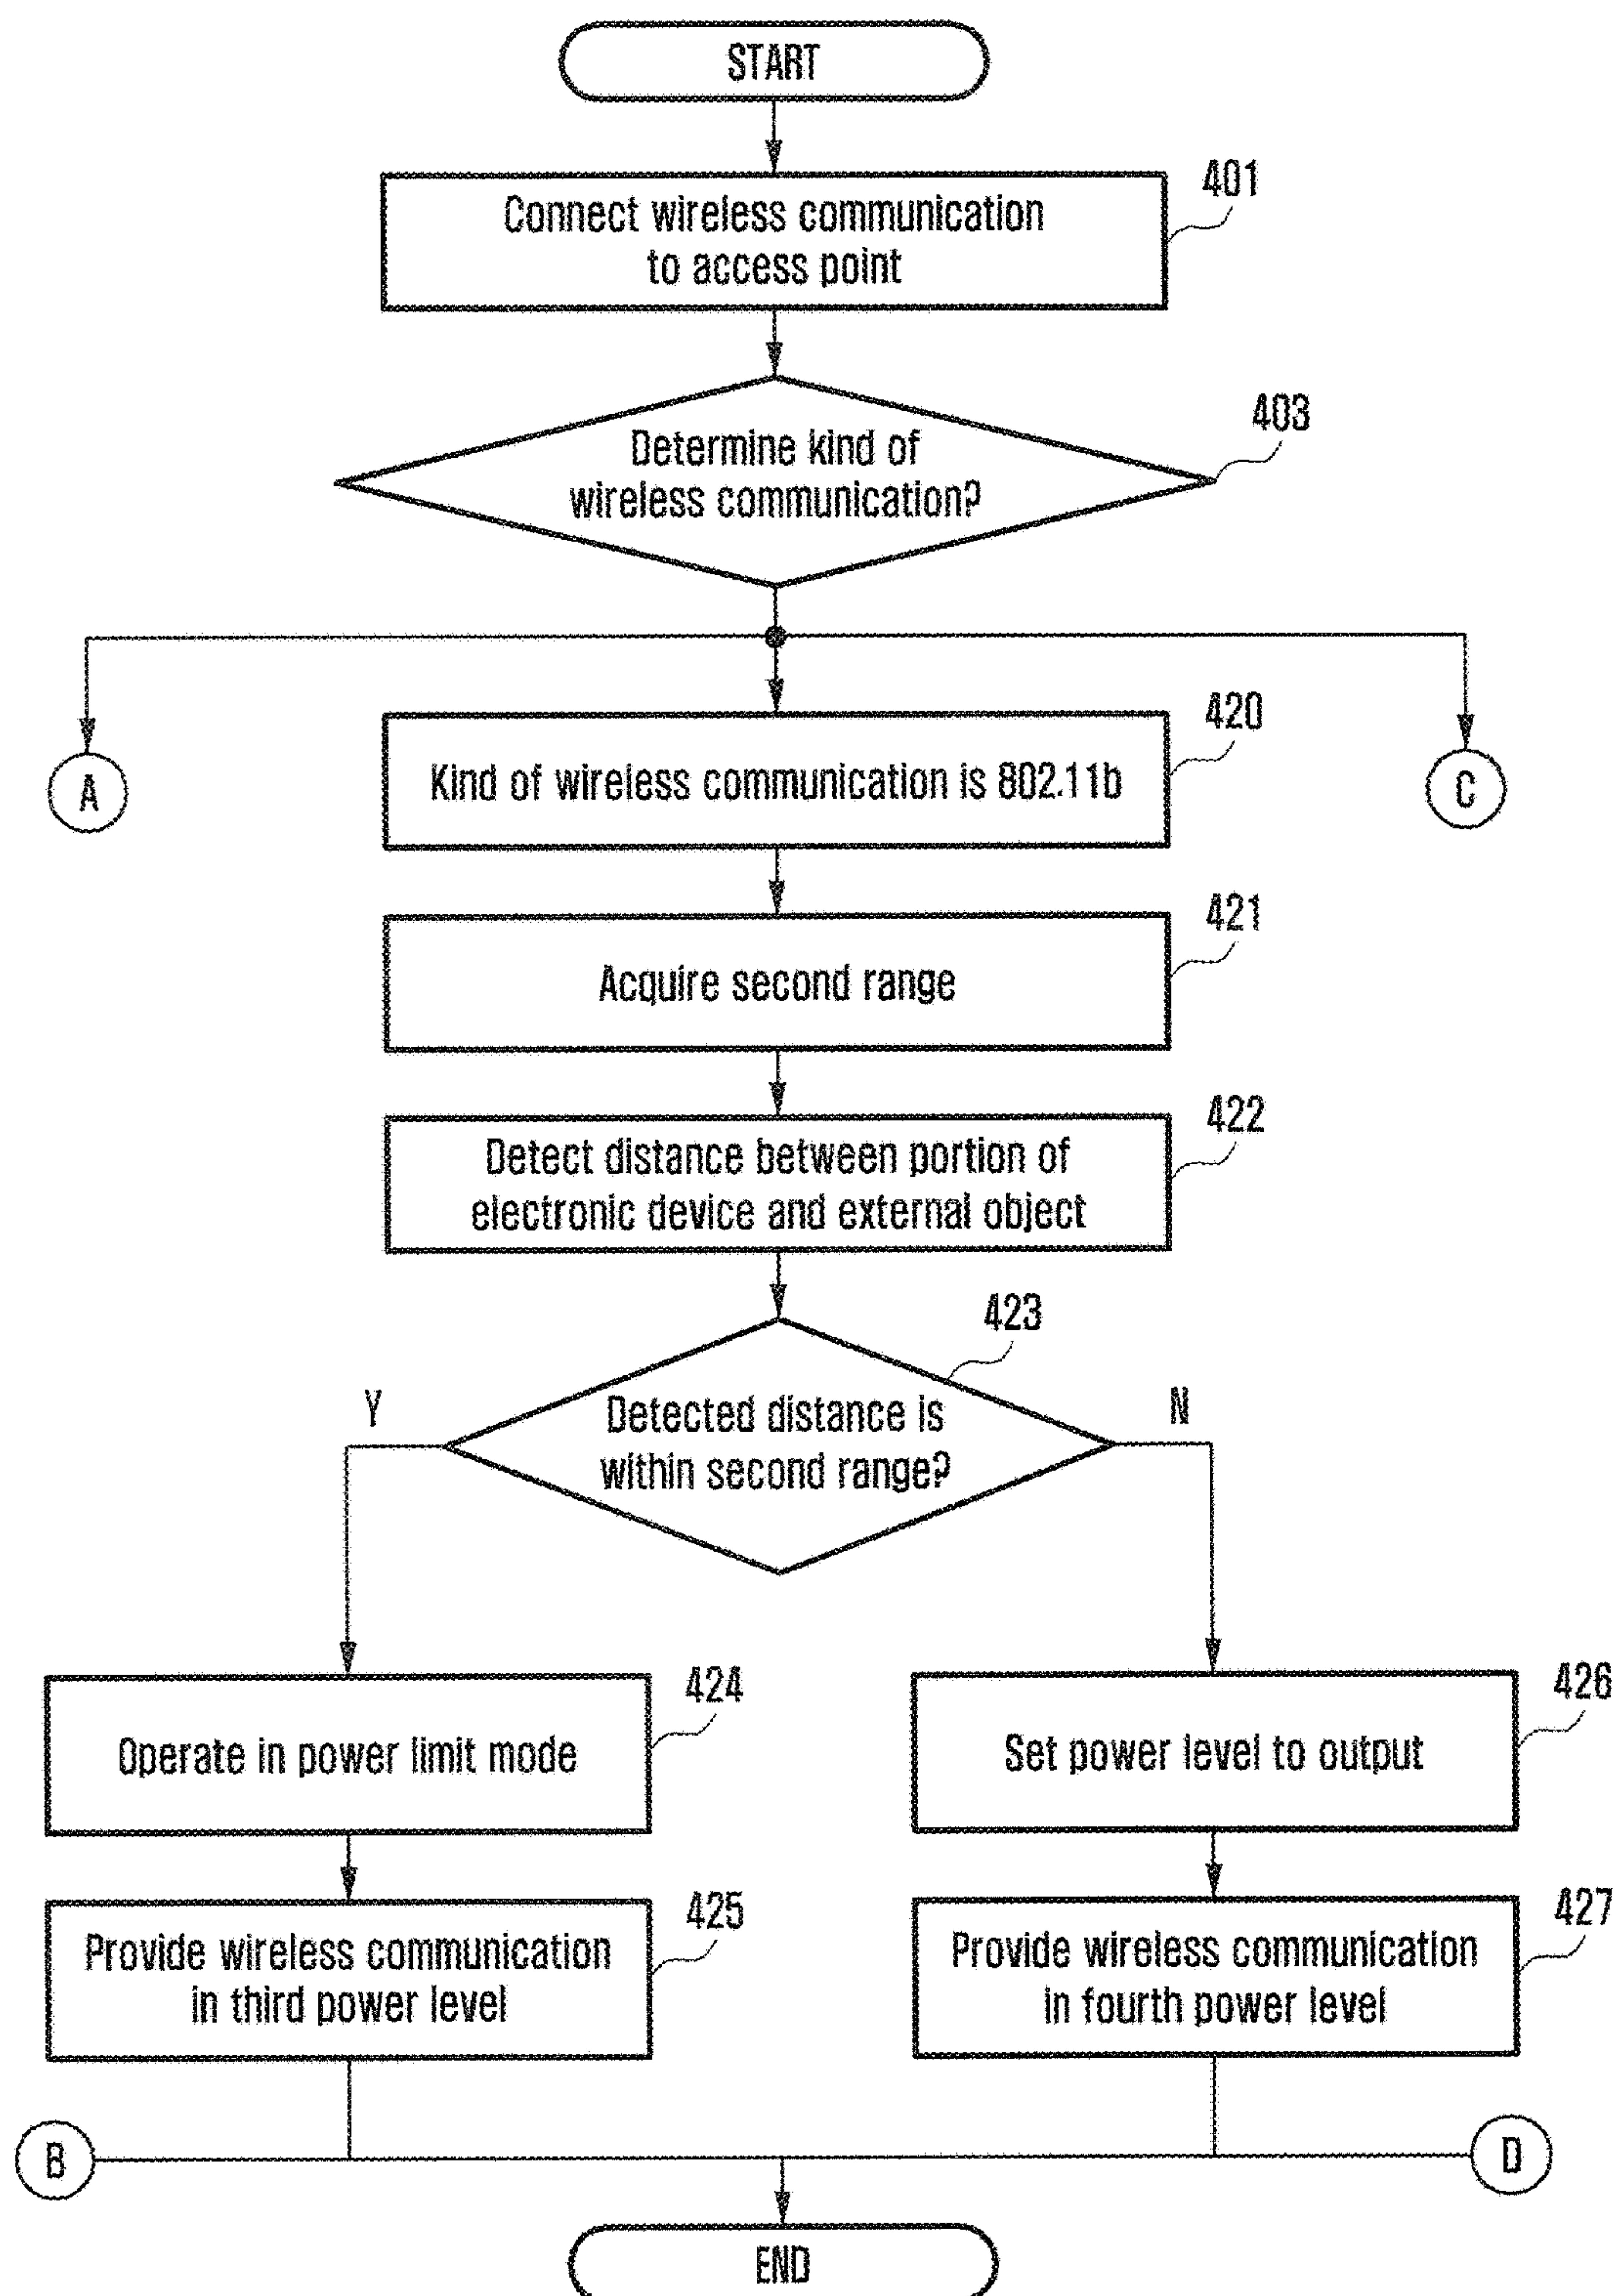 START
401
Connect wireless communication
to access point
403
Determine kind of
wireless communication?
A
420
Kind of wireless communication is 802.11b
C
421
Acquire second range
422
Detect distance between portion of
electronic device and external object
423
Y
N
Detected distance is
within second range?
424
Operate in power limit mode
426
Set power level to output
425
Provide wireless communication
in third power level
427
Provide wireless communication
in fourth power level
B
D
END